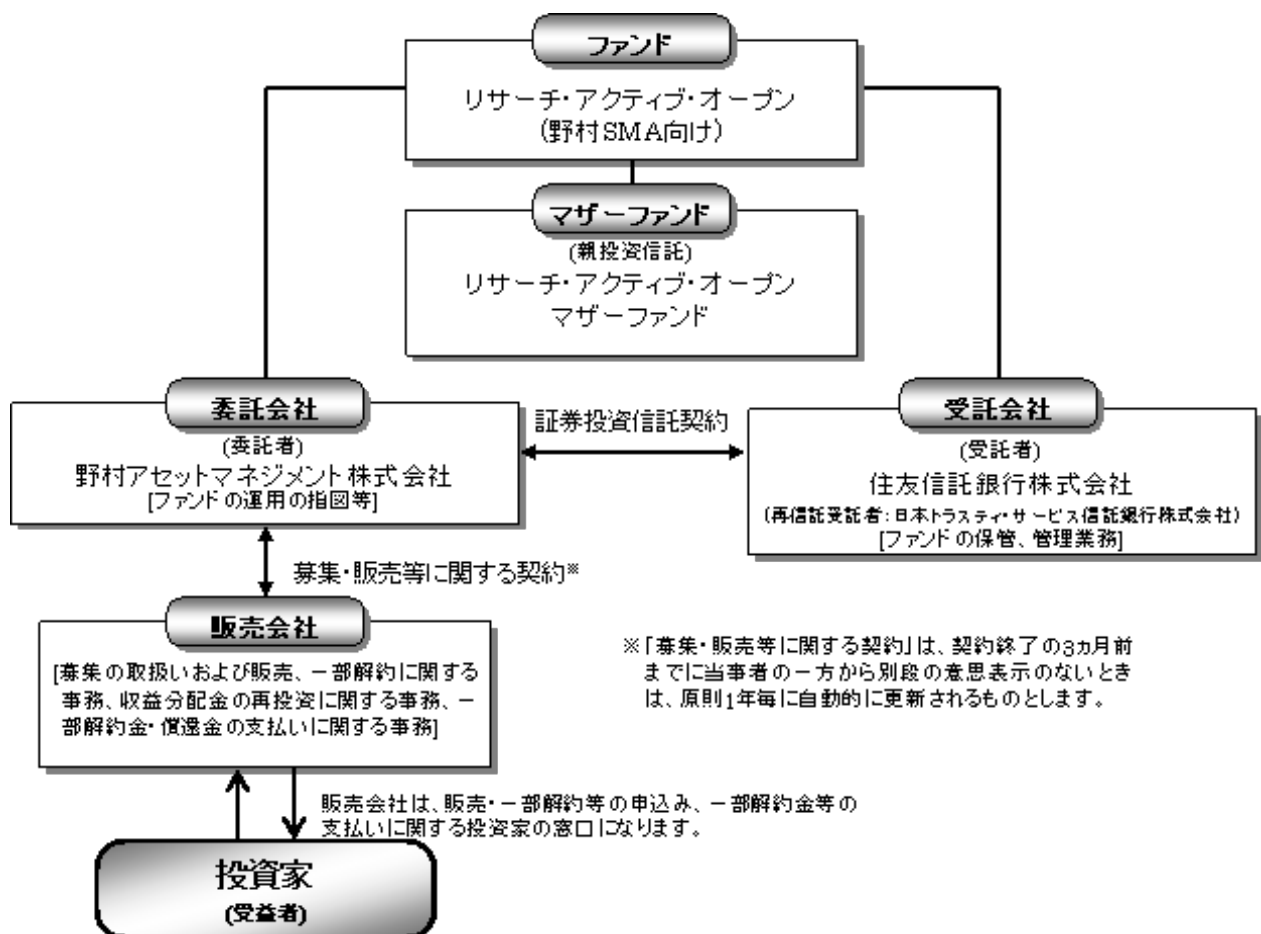 ファンド
リサーチ・アクティブ・オープン
(野村SMA向け)
マザーファンド
(親投資信託)
リサーチ・アクティブ・オープン
マザーファンド
委託会社
(委託者)
野村アセットマネジメント株式会社
[ファンドの運用の指図等]
証券投資信託契約
受託会社
(受託者)
住友信託銀行株式会社
(再信託受託者:日本トラスティ・サービス信託銀行株式会社)
[ファンドの保管、管理業務]
募集・販売等に関する契約※
販売会社
[募集の取扱いおよび販売、一部解約に関する
事務、収益分配金の再投資に関する事務、一
部解約金・償還金の支払いに関する事務]
※「募集・販売等に関する契約」は、契約終了の3ヵ月前
までに当事者の一方から別段の意思表示のないとき
は、原則1年毎に自動的に更新されるものとします。
販売会社は、販売・一部解約等の申込み、一部解約金等の
支払いに関する投資家の窓口になります。
投資家
(受益者)